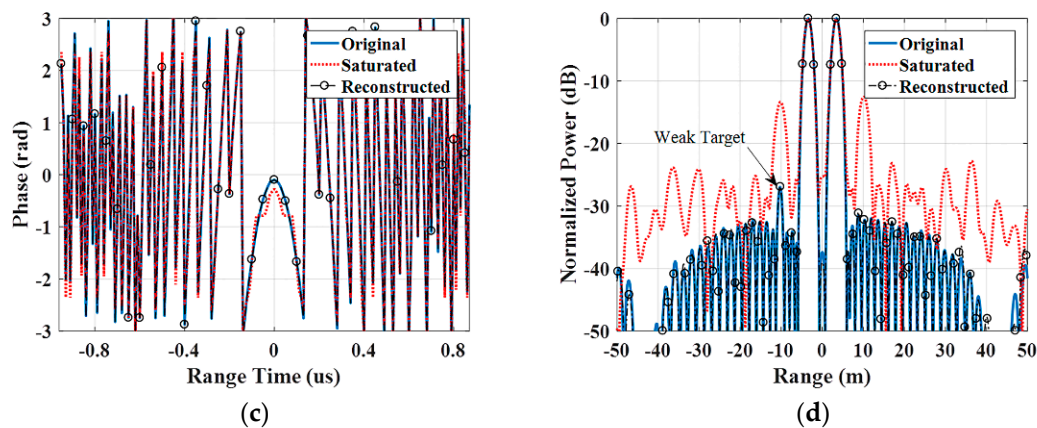 3
2
1
0
-1
-2
-3
Phase (rad)
Original
Saturated
Reconstructed
-0.8
-0.4
0
0.4
0.8
Range Time (us)
(c)
0
-10
-20
-30
-40
-50
Normalized Power (dB)
Original
Saturated
Reconstructed
Weak Target
-50
-40
-30
-20
-10
0
10
20
30
40
50
Range (m)
(d)